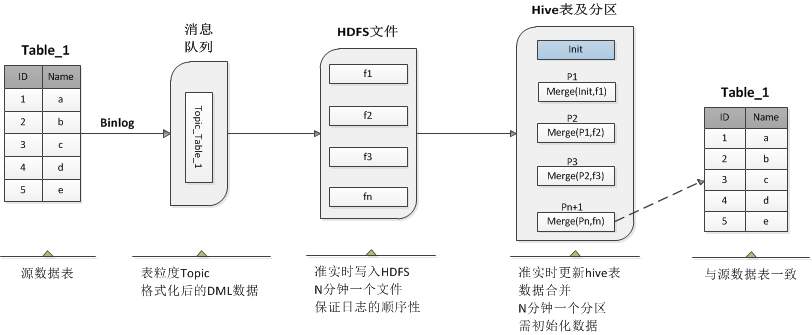 Table_1
ID Name
1 a
2 b
3 c
4 d
5 e
Binlog
消息
队列
Topic_Table_1
HDFS文件
f1
f2
f3
fn
Hive表及分区
Init
P1
Merge(Init,f1)
P2
Merge(P1,f2)
P3
Merge(P2,f3)
Pn+1
Merge(Pn,fn)
Table_1
ID Name
1 a
2 b
3 c
4 d
5 e
源数据表
表粒度Topic
格式化后的DML数据
准实时写入HDFS
N分钟一个文件
保证日志的顺序性
准实时更新hive表
数据合并
N分钟一个分区
需初始化数据
与源数据表一致